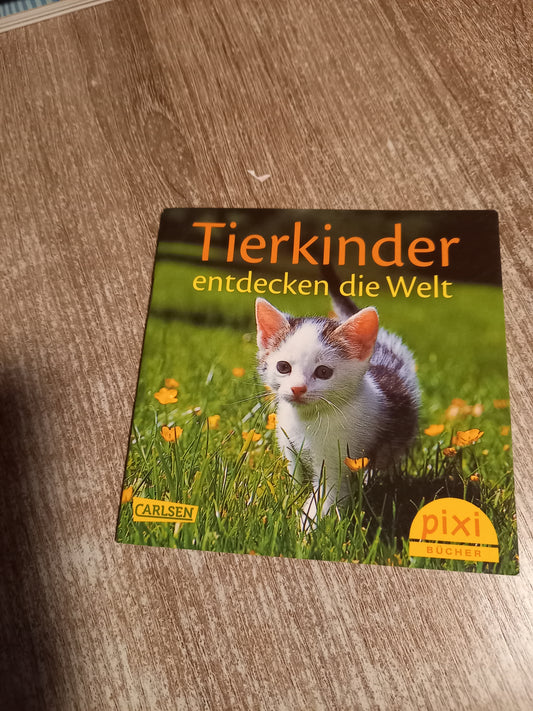 Tierkinder
entdecken die Welt
CARLSEN
pixi
BÜCHER